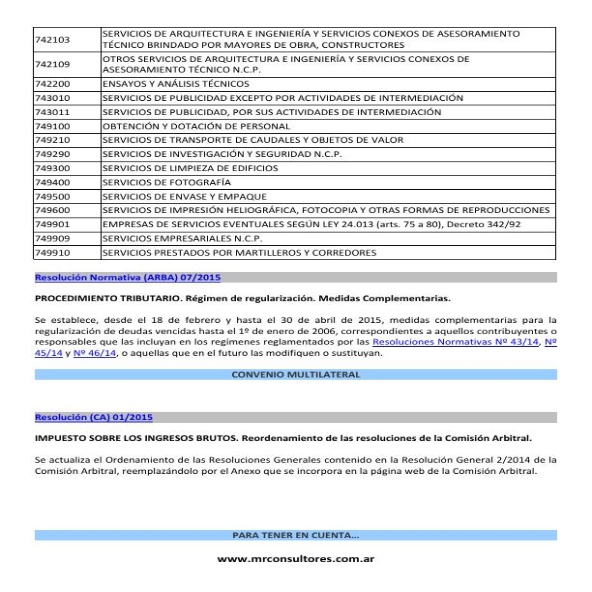 742103 SERVICIOS DE ARQUITECTURA E INGENIERÍA Y SERVICIOS CONEXOS DE ASESORAMIENTO
TÉCNICO BRINDADO POR MAYORES DE OBRA, CONSTRUCTORES
742109 OTROS SERVICIOS DE ARQUITECTURA E INGENIERÍA Y SERVICIOS CONEXOS DE
ASESORAMIENTO TÉCNICO N.C.P.
742200 ENSAYOS Y ANÁLISIS TÉCNICOS
743010 SERVICIOS DE PUBLICIDAD EXCEPTO POR ACTIVIDADES DE INTERMEDIACIÓN
743011 SERVICIOS DE PUBLICIDAD, POR SUS ACTIVIDADES DE INTERMEDIACIÓN
749100 OBTENCIÓN Y DOTACIÓN DE PERSONAL
749210 SERVICIOS DE TRANSPORTE DE CAUDALES Y OBJETOS DE VALOR
749290 SERVICIOS DE INVESTIGACIÓN Y SEGURIDAD N.C.P.
749300 SERVICIOS DE LIMPIEZA DE EDIFICIOS
749400 SERVICIOS DE FOTOGRAFÍA
749500 SERVICIOS DE ENVASE Y EMPAQUE
749600 SERVICIOS DE IMPRESIÓN HELIOGRÁFICA, FOTOCOPIA Y OTRAS FORMAS DE REPRODUCCIONES
749901 EMPRESAS DE SERVICIOS EVENTUALES SEGÚN LEY 24.013 (arts. 75 a 80), Decreto 342/92
749909 SERVICIOS EMPRESARIALES N.C.P.
749910 SERVICIOS PRESTADOS POR MARTILLEROS Y CORREDORES
Resolución Normativa (ARBA) 07/2015
PROCEDIMIENTO TRIBUTARIO. Régimen de regularización. Medidas Complementarias.
Se establece, desde el 18 de febrero y hasta el 30 de abril de 2015, medidas complementarias para la
regularización de deudas vencidas hasta el 1º de enero de 2006, correspondientes a aquellos contribuyentes o
responsables que las incluyan en los regímenes reglamentados por las Resoluciones Normativas Nº 43/14, Nº
45/14 y Nº 46/14, o aquellas que en el futuro las modifiquen o sustituyan.
CONVENIO MULTILATERAL
Resolución (CA) 01/2015
IMPUESTO SOBRE LOS INGRESOS BRUTOS. Reordenamiento de las resoluciones de la Comisión Arbitral.
Se actualiza el Ordenamiento de las Resoluciones Generales contenido en la Resolución General 2/2014 de la
Comisión Arbitral, reemplazándolo por el Anexo que se incorpora en la página web de la Comisión Arbitral.
PARA TENER EN CUENTA...
www.mrconsultores.com.ar